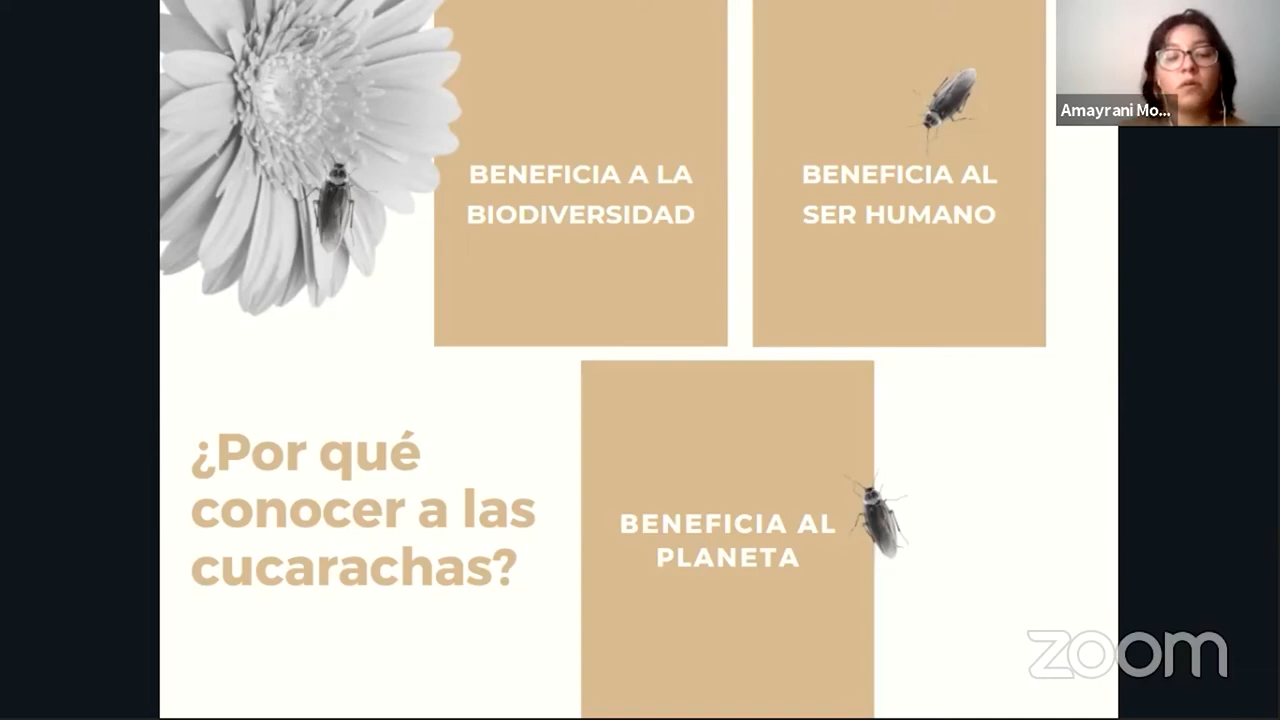 BENEFICIA A LA
BIODIVERSIDAD
BENEFICIA AL
SER HUMANO
Amayrani Mo...
¿Por qué
conocer a las
cucarachas?
BENEFICIA AL
PLANETA
zoom